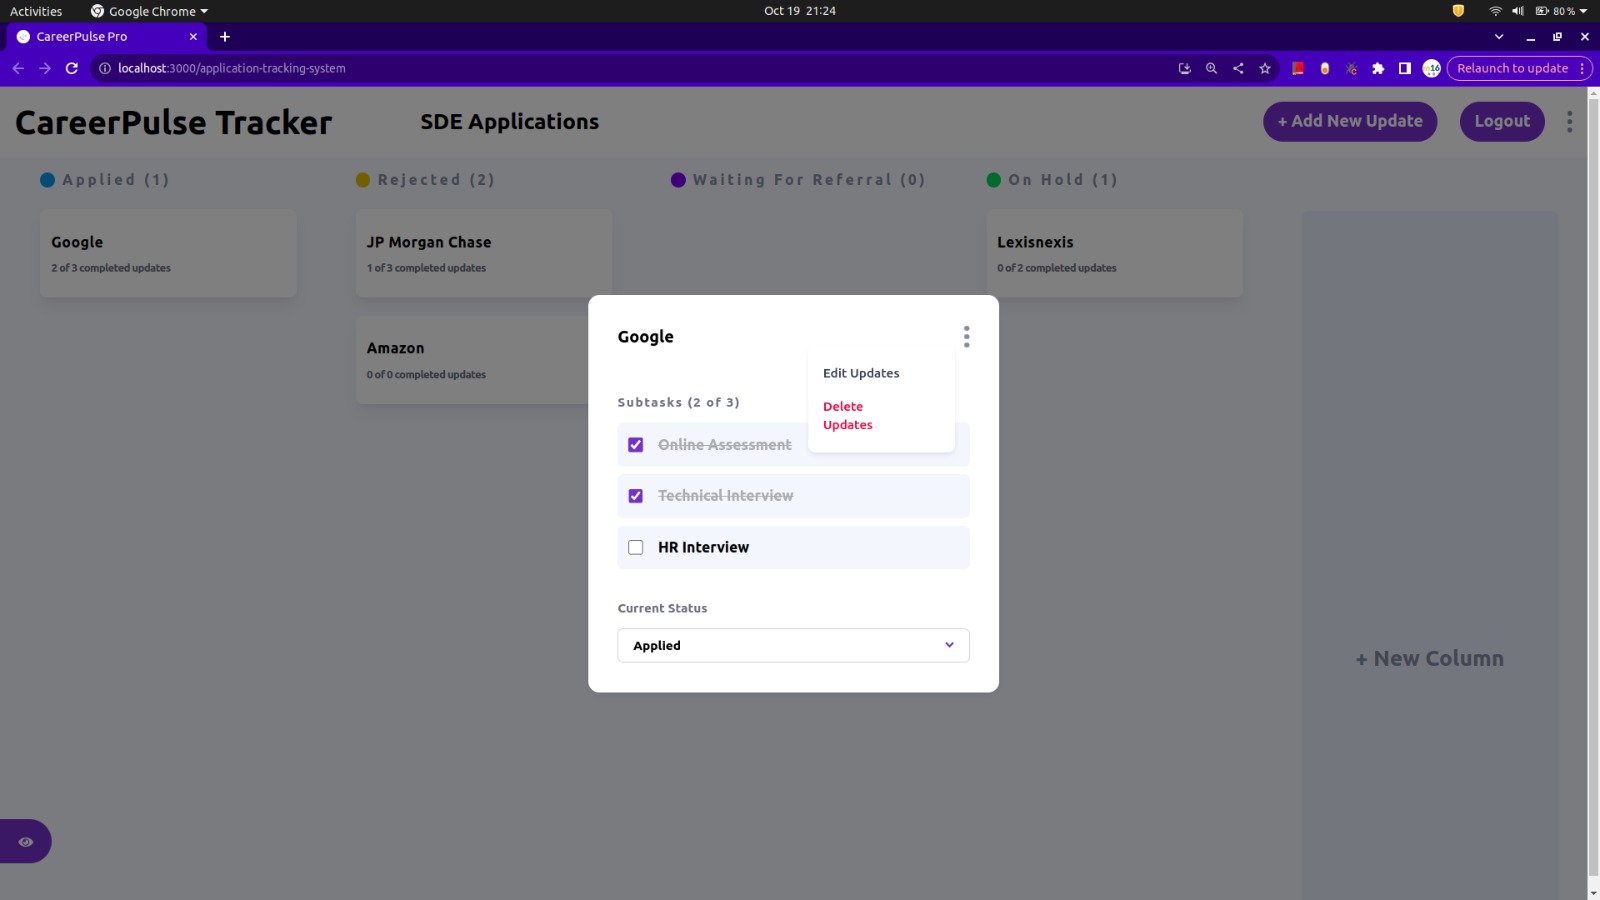 Activities
Google Chrome
Oct 19 21:24
80 %
CareerPulse Pro
localhost:3000/application-tracking-system
16
Relaunch to update
CareerPulse Tracker
SDE Applications
+ Add New Update
Logout
Applied (1)
Rejected (2)
Waiting For Referral (0)
On Hold (1)
Google
2 of 3 completed updates
JP Morgan Chase
1 of 3 completed updates
Lexisnexis
0 of 2 completed updates
Amazon
0 of 0 completed updates
Google
Edit Updates
Delete
Updates
Subtasks (2 of 3)
Online Assessment
Technical Interview
HR Interview
Current Status
Applied
+ New Column